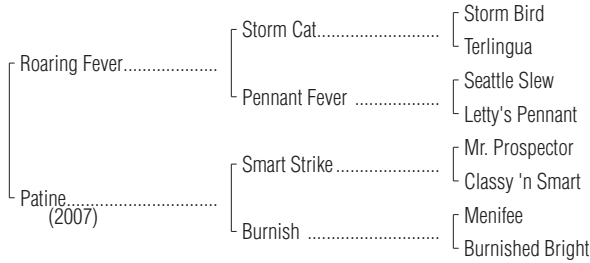 Storm Bird
Storm Cat....................
Terlingua
Roaring Fever....................
Seattle Slew
Pennant Fever ..................
Letty's Pennant
Mr. Prospector
Smart Strike ......................
Classy 'n Smart
Patine................................
(2007)
Menifee
Burnish ............................
Burnished Bright